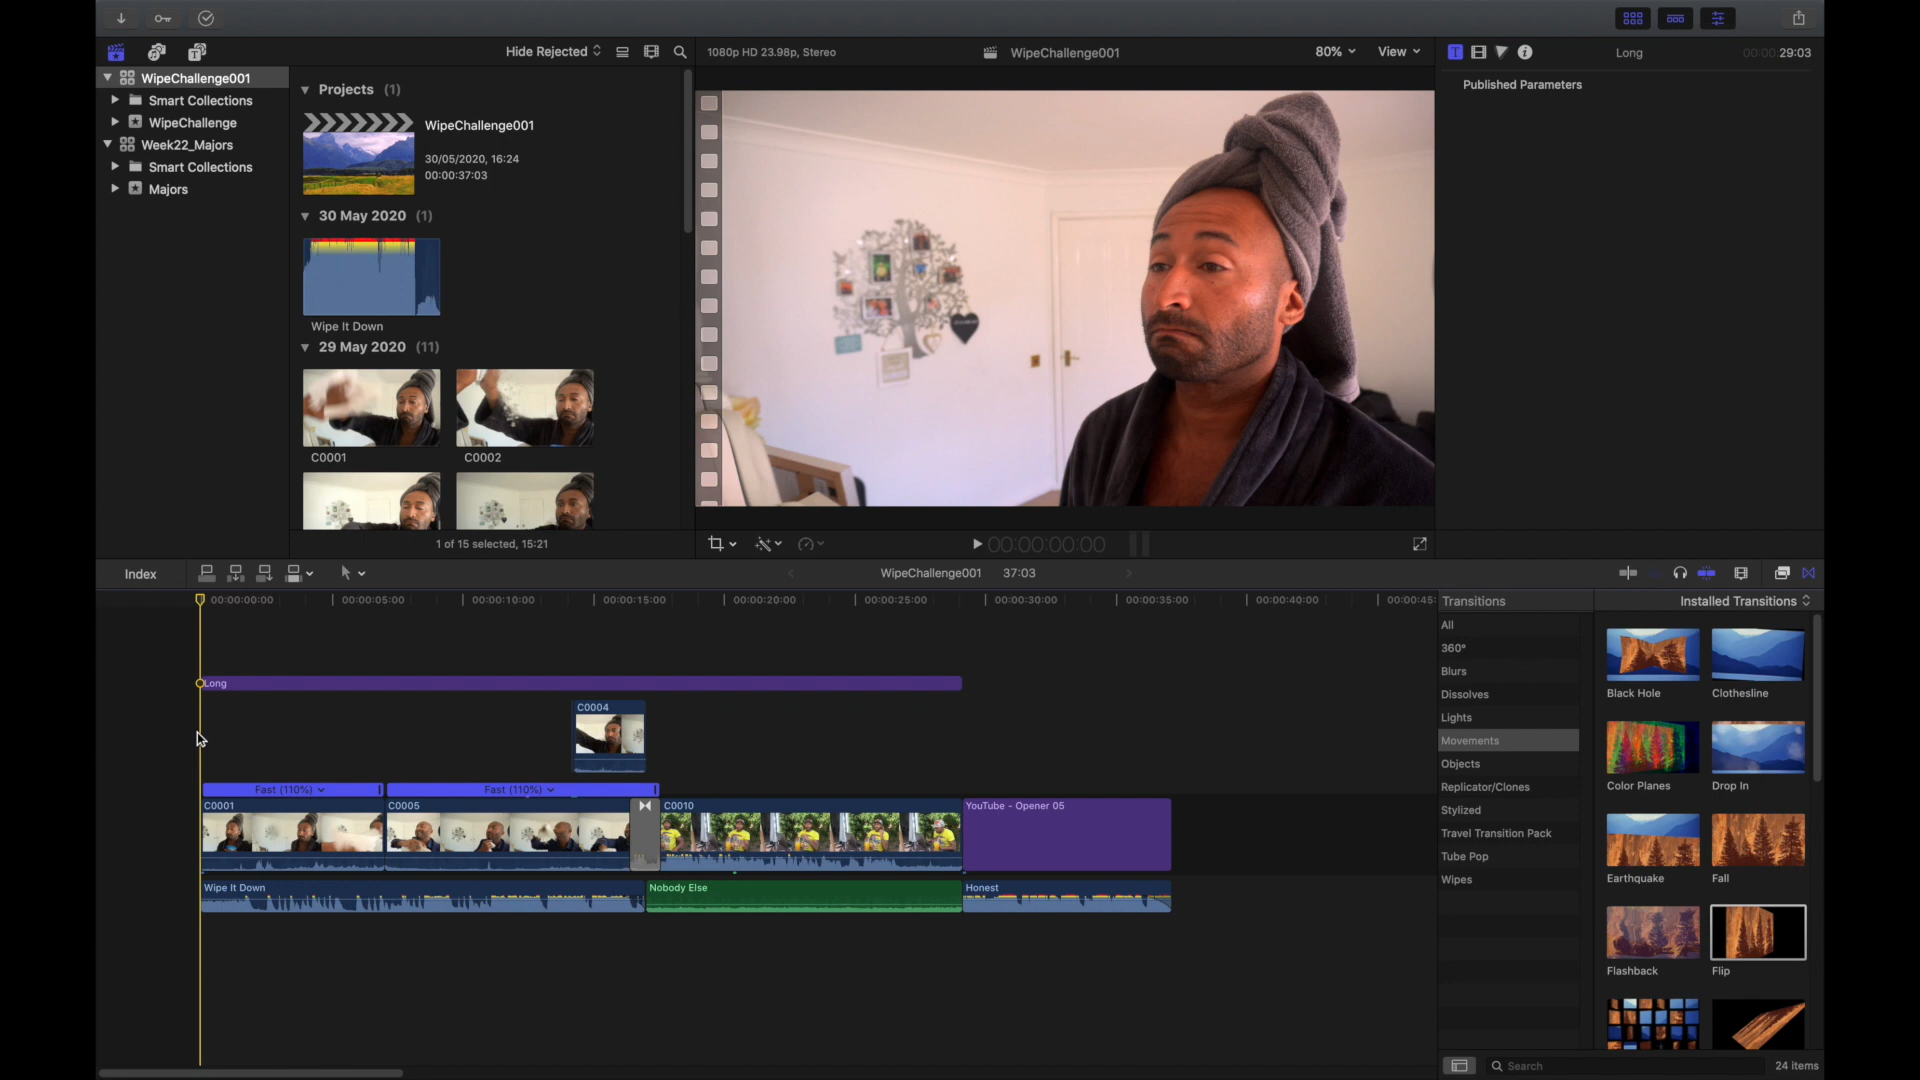 Hide Rejected
1080p HD 23.98p, Stereo
WipeChallenge001
80%
View
Long
00:00:29:03
WipeChallenge001
Smart Collections
WipeChallenge
Week22_Majors
Smart Collections
Majors
Projects (1)
WipeChallenge001
30/05/2020, 16:24
00:00:37:03
30 May 2020 (1)
Wipe It Down
29 May 2020 (11)
C0001
C0002
1 of 15 selected, 15:21
Published Parameters
00:00:00:00
Index
WipeChallenge001
37:03
00:00:00:00
00:00:05:00
00:00:10:00
00:00:15:00
00:00:20:00
00:00:25:00
00:00:30:00
00:00:35:00
00:00:40:00
00:00:45:
Long
C0004
Fast (110%)
Fast (110%)
C0001
C0005
C0010
YouTube - Opener 05
Wipe It Down
Nobody Else
Honest
Transitions
Installed Transitions
All
360°
Blurs
Dissolves
Lights
Movements
Objects
Replicator/Clones
Stylized
Travel Transition Pack
Tube Pop
Wipes
Black Hole
Clothesline
Color Planes
Drop In
Earthquake
Fall
Flashback
Flip
Search
24 items